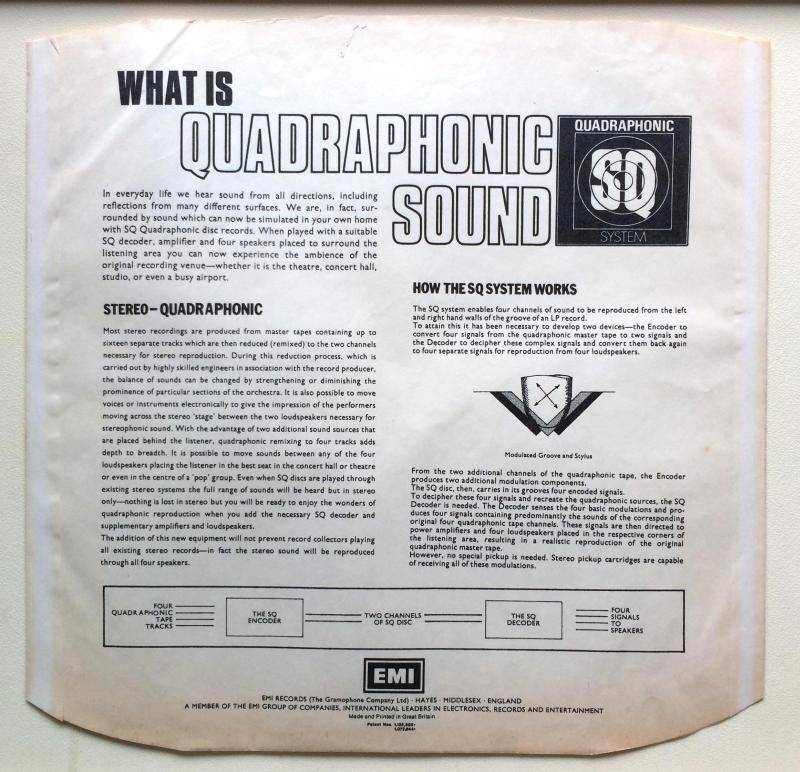 WHAT IS
QUADRAPHONIC
SOUND
QUADRAPHONIC
SQ
SYSTEM
In everyday life we hear sound from all directions, including
reflections from many different surfaces. We are, in fact, sur-
rounded by sound which can now be simulated in your own home
with SQ Quadraphonic disc records. When played with a suitable
SQ decoder, amplifier and four speakers placed to surround the
listening area you can now experience the ambience of the
original recording venue—whether it is the theatre, concert hall,
studio, or even a busy airport.
STEREO–QUADRAPHONIC
Most stereo recordings are produced from master tapes containing up to
sixteen separate tracks which are then reduced (remixed) to the two channels
necessary for stereo reproduction. During this reduction process, which is
carried out by highly skilled engineers in association with the record producer,
the balance of sounds can be changed by strengthening or diminishing the
prominence of particular sections of the orchestra. It is also possible to move
voices or instruments electronically to give the impression of the performers
moving across the stereo 'stage' between the two loudspeakers necessary for
stereophonic sound. With the advantage of two additional sound sources that
are placed behind the listener, quadraphonic remixing to four tracks adds
depth to breadth. It is possible to move sounds between any of the four
loudspeakers placing the listener in the best seat in the concert hall or theatre
or even in the centre of a 'pop' group. Even when SQ discs are played through
existing stereo systems the full range of sounds will be heard but in stereo
only—nothing is lost in stereo but you will be ready to enjoy the wonders of
quadraphonic reproduction when you add the necessary SQ decoder and
supplementary amplifiers and loudspeakers.
The addition of this new equipment will not prevent record collectors playing
all existing stereo records—in fact the stereo sound will be reproduced
through all four speakers.
HOW THE SQ SYSTEM WORKS
The SQ system enables four channels of sound to be reproduced from the left
and right hand walls of the groove of an LP record.
To attain this it has been necessary to develop two devices—the Encoder to
convert four signals from the quadraphonic master tape to two signals and
the Decoder to decipher these complex signals and convert them back again
to four separate signals for reproduction from four loudspeakers.
Modulated Groove and Stylus
From the two additional channels of the quadraphonic tape, the Encoder
produces two additional modulation components.
The SQ disc, then, carries in its grooves four encoded signals.
To decipher these four signals and recreate the quadraphonic sources, the SQ
Decoder is needed. The Decoder senses the four basic modulations and pro-
duces four signals containing predominantly the sounds of the corresponding
original four quadraphonic tape channels. These signals are then directed to
power amplifiers and four loudspeakers placed in the respective corners of
the listening area, resulting in a realistic reproduction of the original
quadraphonic master tape.
However, no special pickup is needed. Stereo pickup cartridges are capable
of receiving all of these modulations.
FOUR
QUADRAPHONIC
TAPE
TRACKS
THE SQ
ENCODER
TWO CHANNELS
OF SQ DISC
THE SQ
DECODER
FOUR
SIGNALS
TO
SPEAKERS
EMI
EMI RECORDS (The Gramophone Company Ltd) · HAYES · MIDDLESEX · ENGLAND
A MEMBER OF THE EMI GROUP OF COMPANIES, INTERNATIONAL LEADERS IN ELECTRONICS, RECORDS AND ENTERTAINMENT
Made and Printed in Great Britain
Patent Nos.